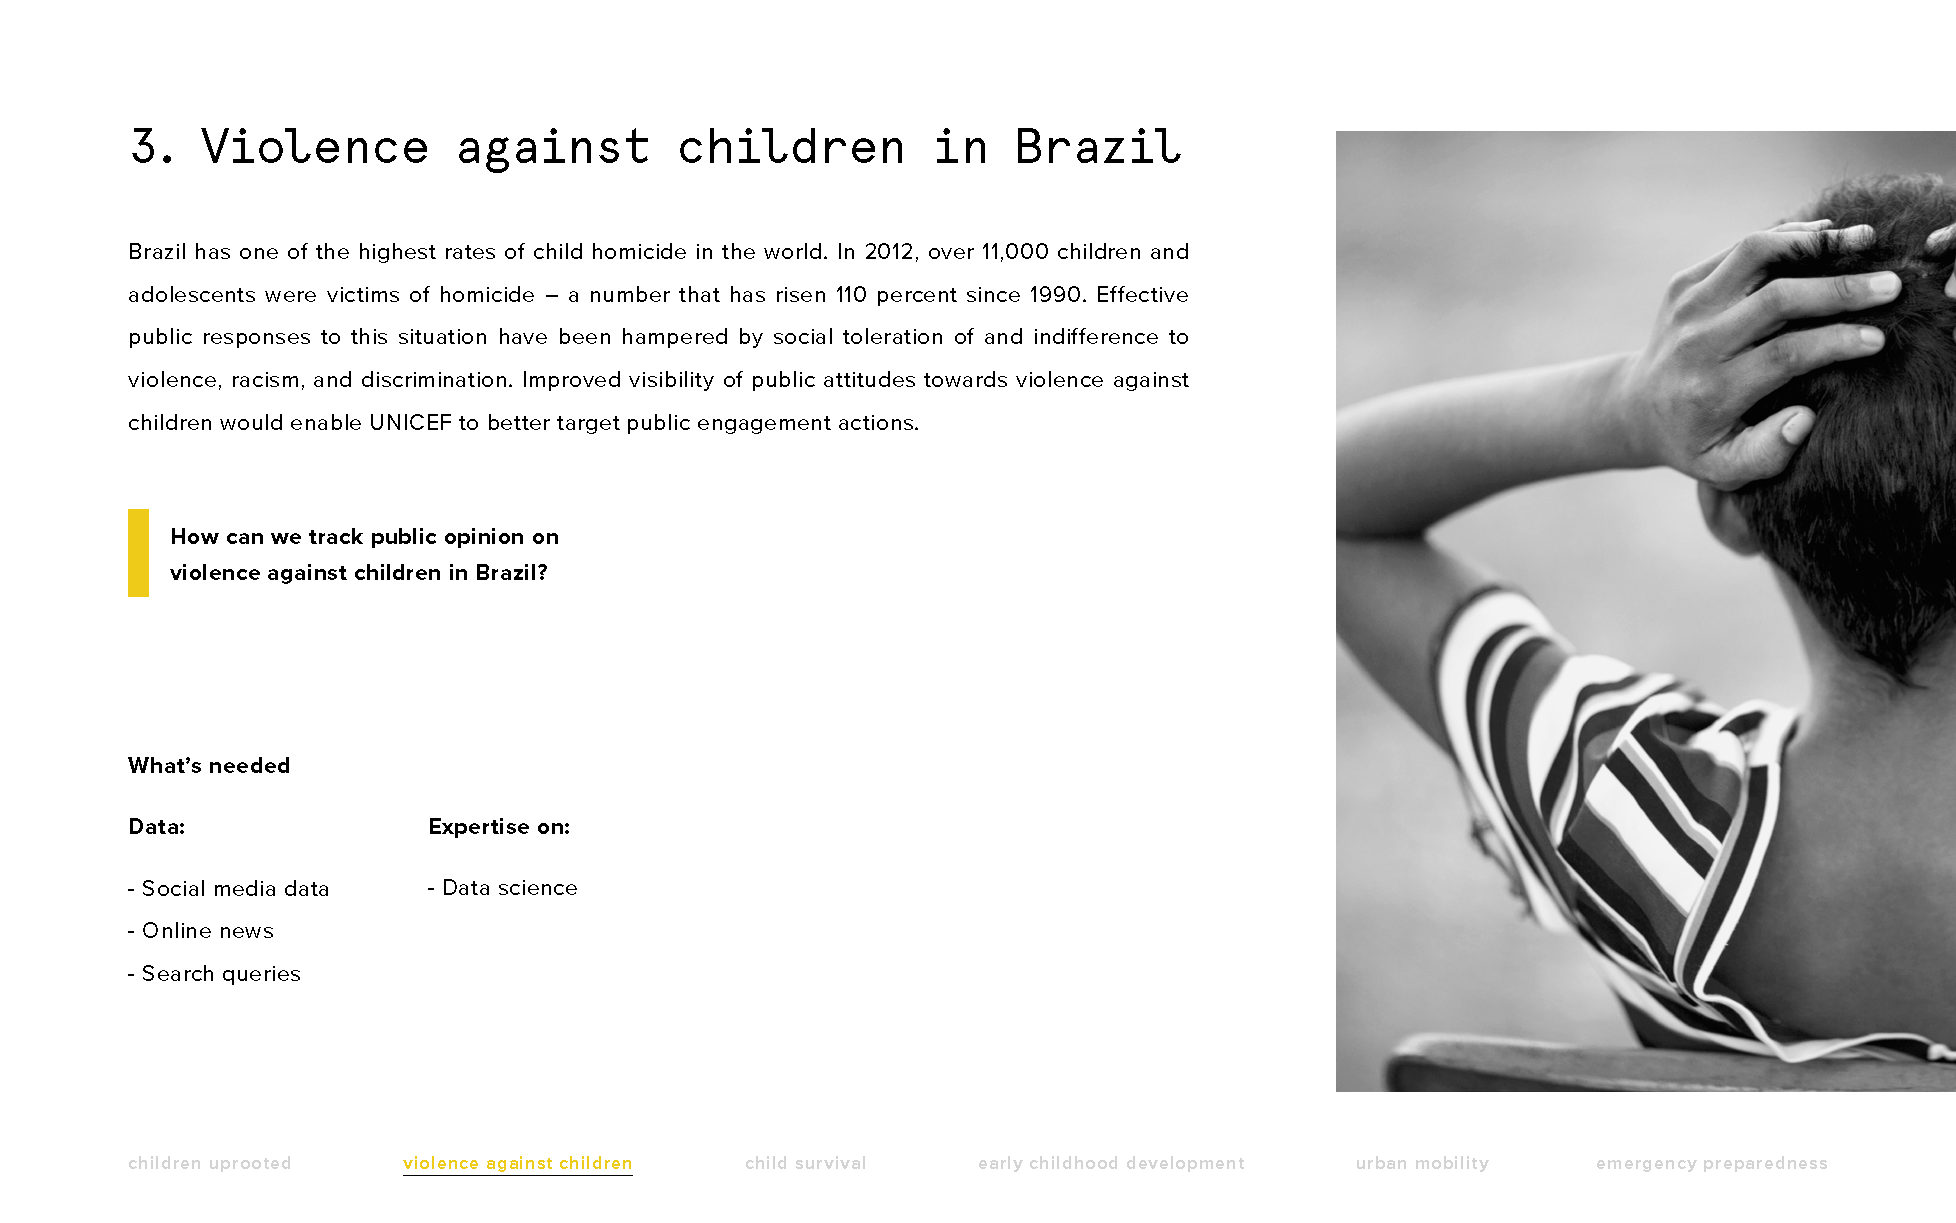 3. Violence against children in Brazil
Brazil has one of the highest rates of child homicide in the world. In 2012, over 11,000 children and
adolescents were victims of homicide – a number that has risen 110 percent since 1990. Effective
public responses to this situation have been hampered by social toleration of and indifference to
violence, racism, and discrimination. Improved visibility of public attitudes towards violence against
children would enable UNICEF to better target public engagement actions.
How can we track public opinion on
violence against children in Brazil?
What’s needed
Data:
- Social media data
- Online news
- Search queries
Expertise on:
- Data science
children uprooted
violence against children
child survival
early childhood development
urban mobility
emergency preparedness